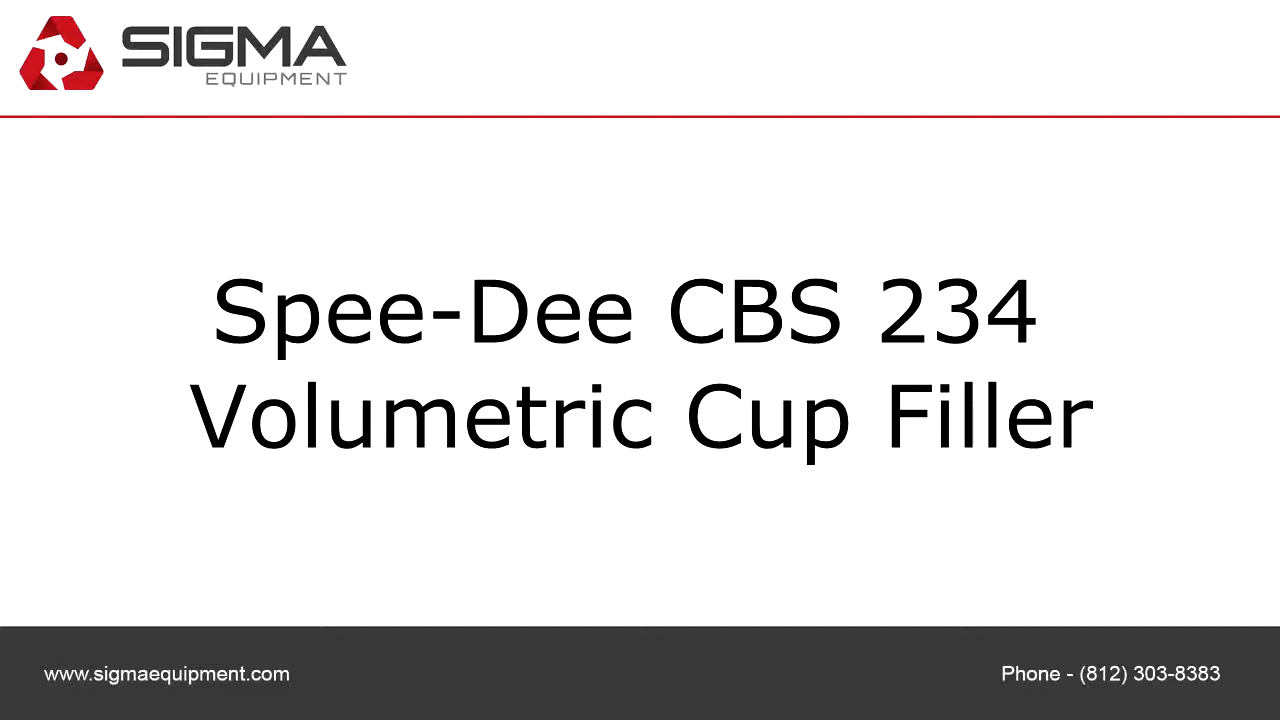 SIGMA
EQUIPMENT
Spee-Dee CBS 234
Volumetric Cup Filler
www.sigmaequipment.com
Phone - (812) 303-8383